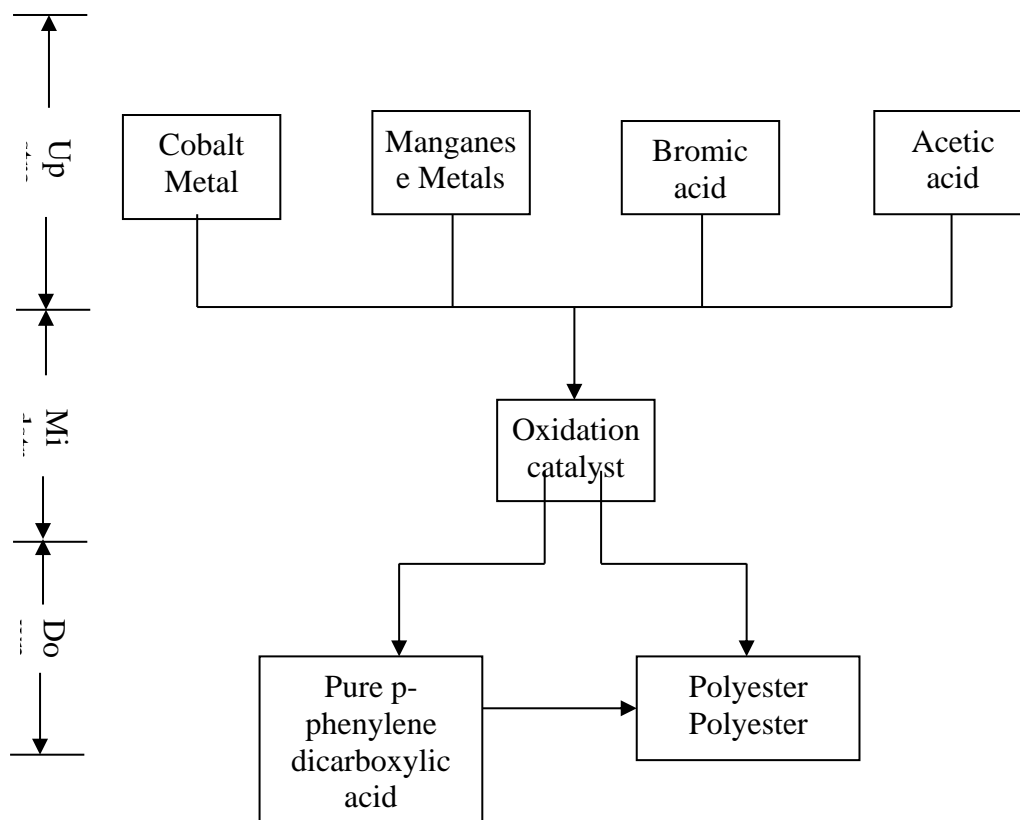 Up
Cobalt
Metal
Manganes
e Metals
Bromic
acid
Acetic
acid
Mi
Oxidation
catalyst
Do
Pure p-
phenylene
dicarboxylic
acid
Polyester
Polyester